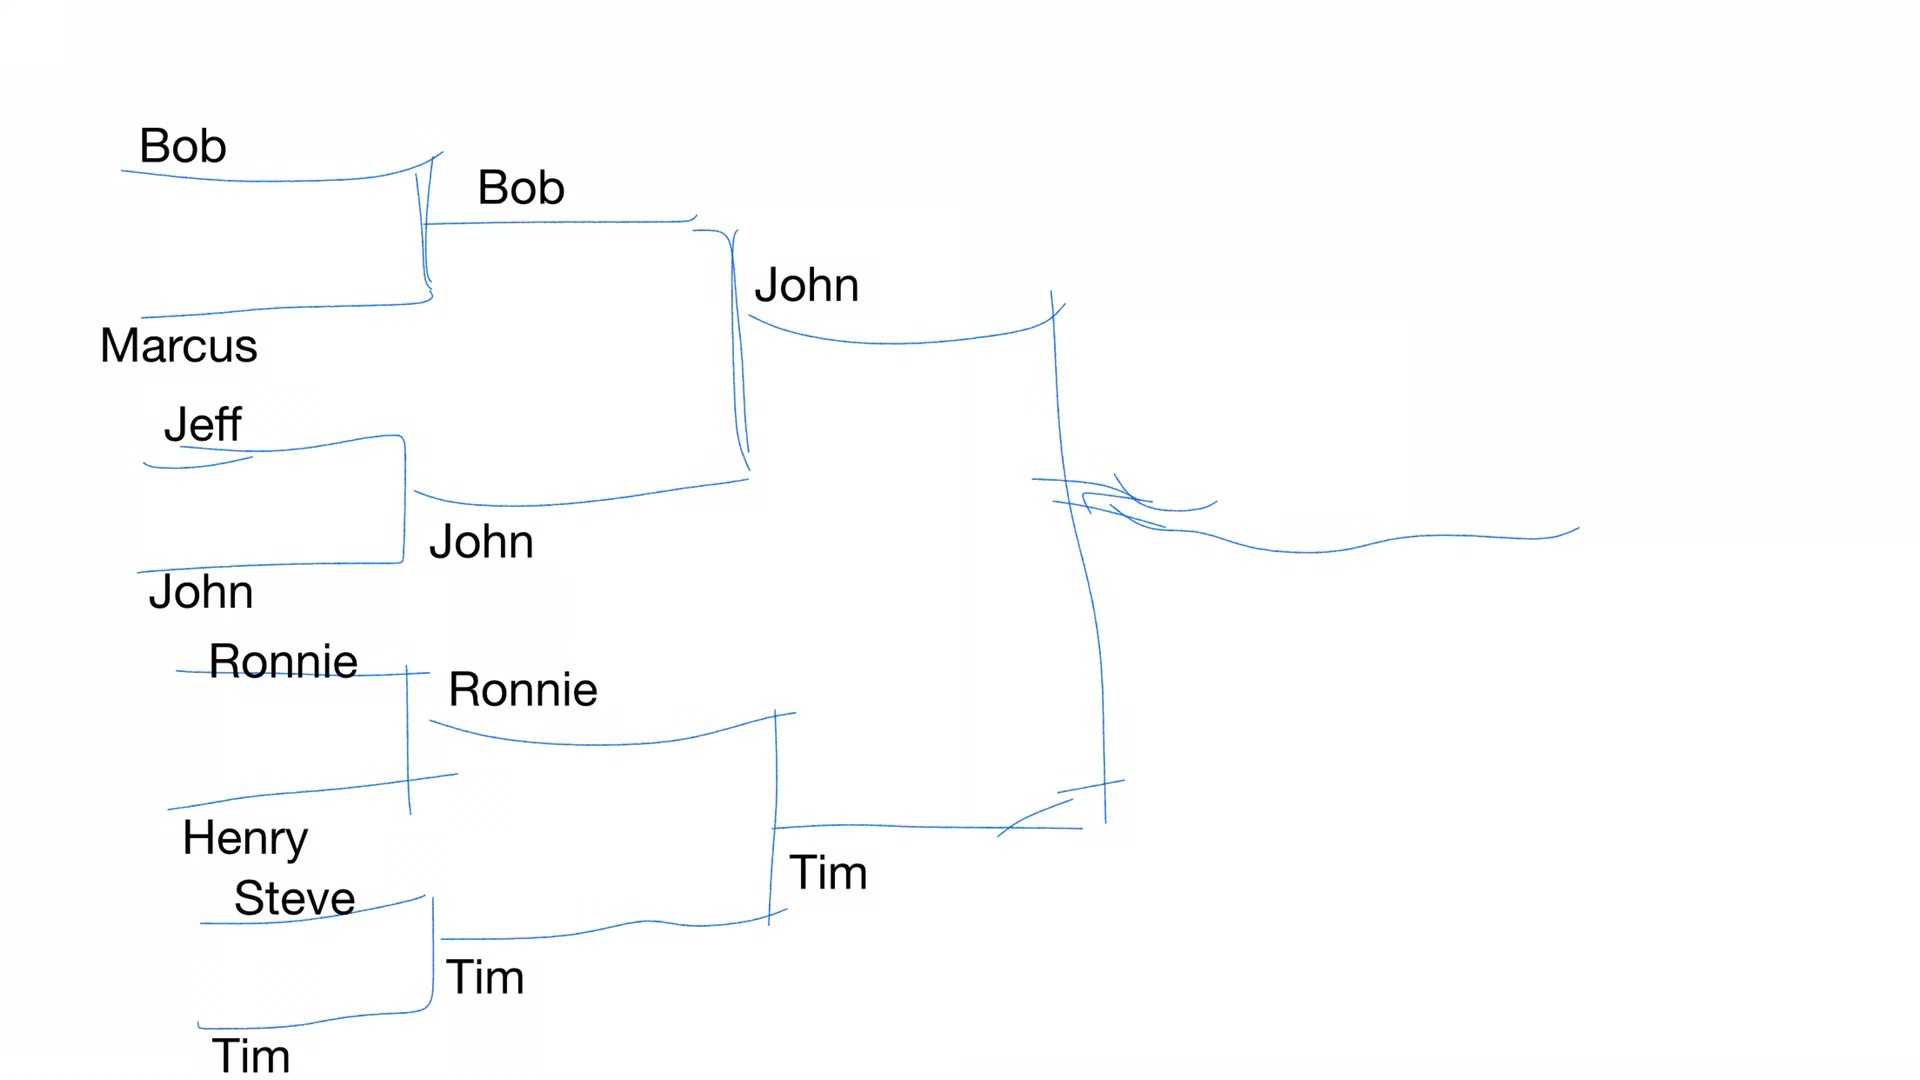 Bob
Bob
Marcus
John
Jeff
John
John
Ronnie
Ronnie
Henry
Tim
Steve
Tim
Tim